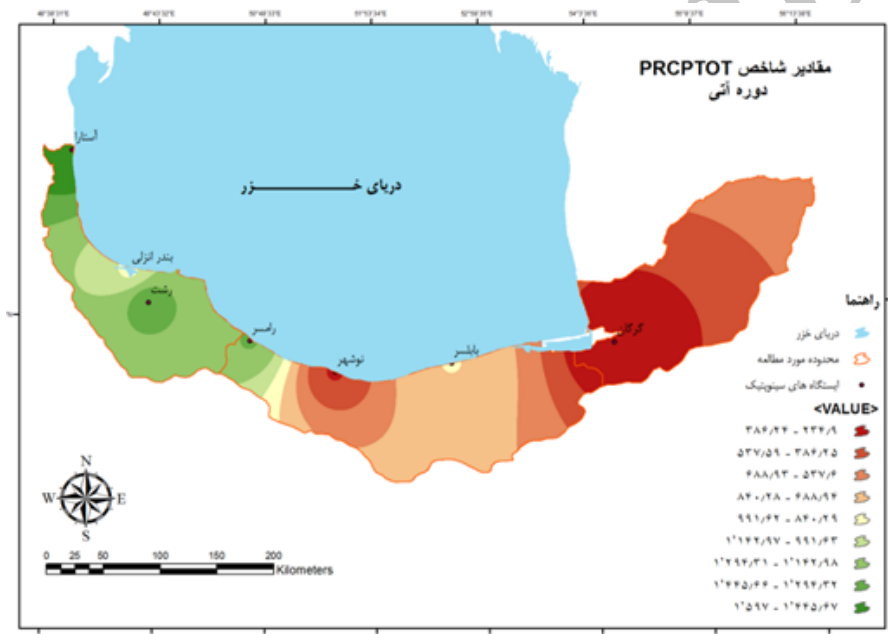 مقادیر شاخص PRCPTOT
دوره آتی
آستارا
دریای خـــــزر
بندر انزلی
رشت
رامسر
نوشهر
بابلسر
گرگان
راهنما
دریای خزر
محدوده مورد مطالعه
ایستگاه های سینوپتیک
<VALUE>
۳۸۶/۲۴ - ۲۳۴/۹
۵۳۷/۵۹ - ۳۸۶/۲۵
۶۸۸/۹۳ - ۵۳۷/۶
۸۴۰/۲۸ - ۶۸۸/۹۴
۹۹۱/۶۲ - ۸۴۰/۲۹
۱٬۱۴۲/۹۷ - ۹۹۱/۶۳
۱٬۲۹۴/۳۱ - ۱٬۱۴۲/۹۸
۱٬۴۴۵/۶۶ - ۱٬۲۹۴/۳۲
۱٬۵۹۷ - ۱٬۴۴۵/۶۷
N
W E
S
0 25 50 100 150 200
Kilometers